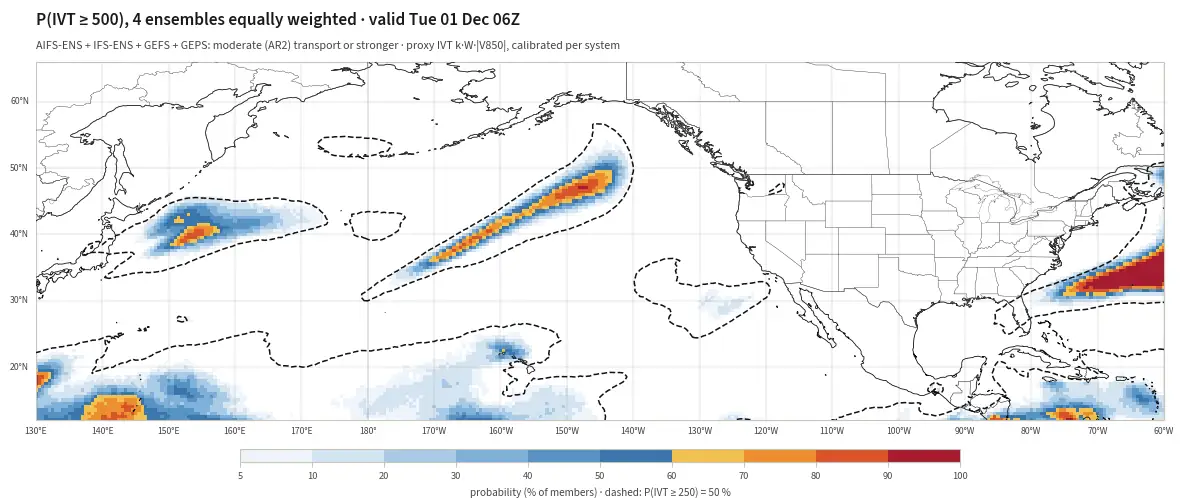 P(IVT ≥ 500), 4 ensembles equally weighted · valid Tue 01 Dec 06Z
AIFS-ENS + IFS-ENS + GEFS + GEPS: moderate (AR2) transport or stronger · proxy IVT k·W·|V850|, calibrated per system
60°N
50°N
40°N
30°N
20°N
130°E 140°E 150°E 160°E 170°E 180° 170°W 160°W 150°W 140°W 130°W 120°W 110°W 100°W 90°W 80°W 70°W 60°W
5 10 20 30 40 50 60 70 80 90 100
probability (% of members) · dashed: P(IVT ≥ 250) = 50 %